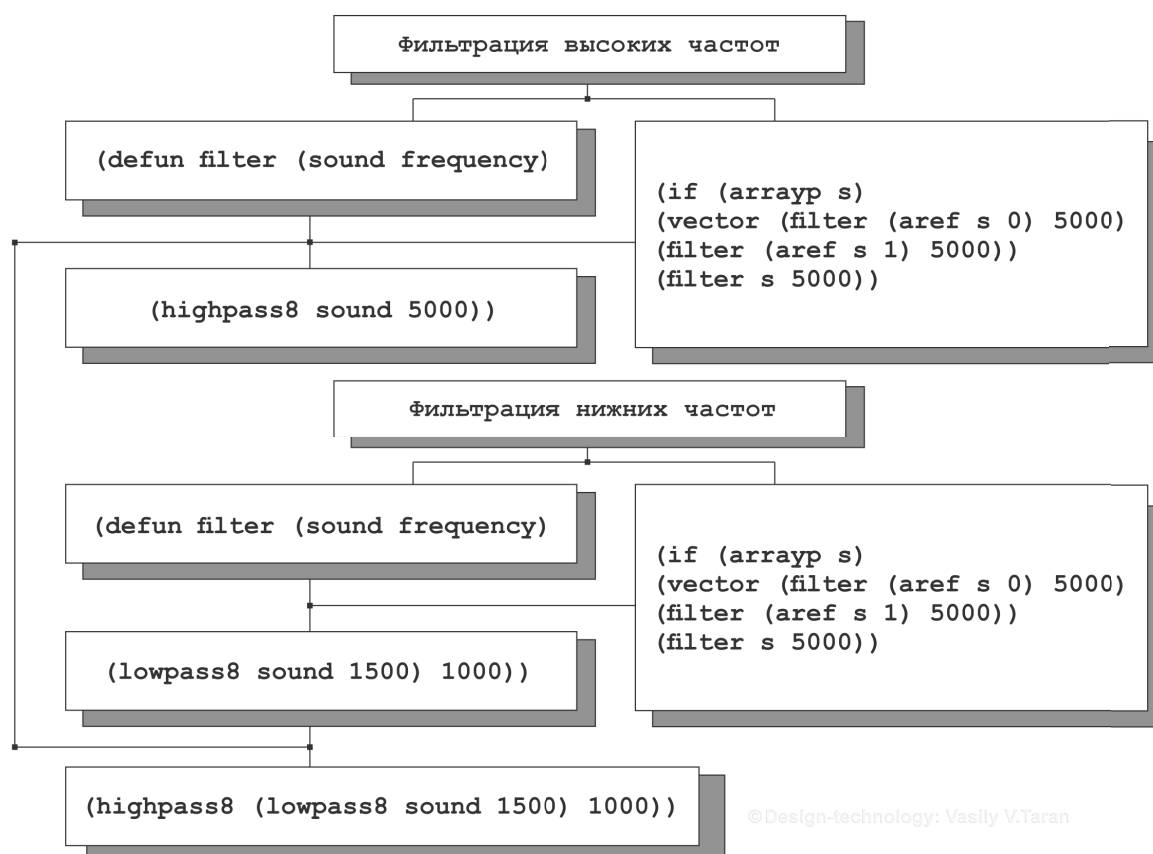 Фильтрация высоких частот
(defun filter (sound frequency)
(if (arrayp s)
(vector (filter (aref s 0) 5000)
(filter (aref s 1) 5000))
(filter s 5000))
(highpass8 sound 5000))
Фильтрация нижних частот
(defun filter (sound frequency)
(if (arrayp s)
(vector (filter (aref s 0) 5000)
(filter (aref s 1) 5000))
(filter s 5000))
(lowpass8 sound 1500) 1000))
(highpass8 (lowpass8 sound 1500) 1000))
©Design-technology: Vasily V.Taran